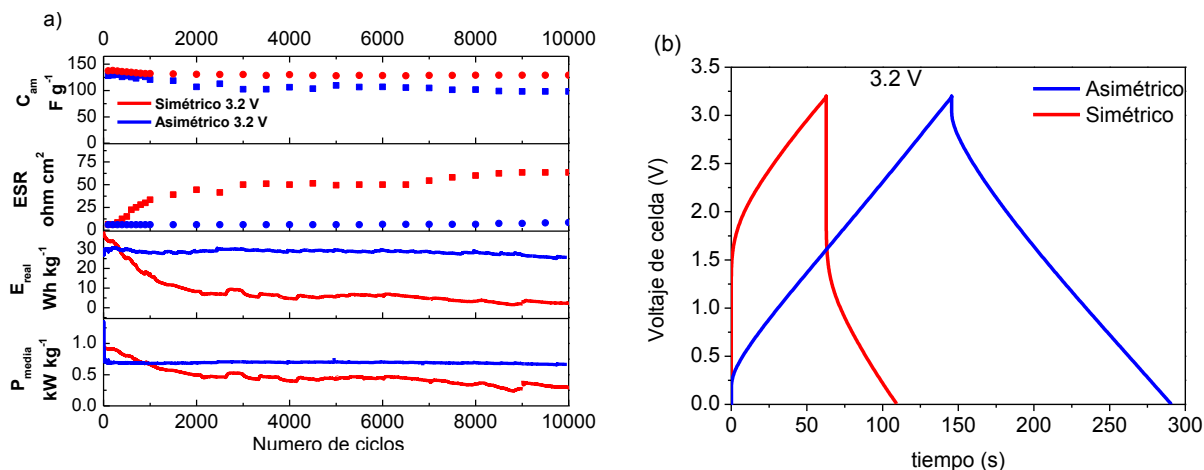 a)
0 2000 4000 6000 8000 10000
150
100
50
0
C_am
F g^-1
Simétrico 3.2 V
Asimétrico 3.2 V
75
50
25
0
ESR
ohm cm^2
30
20
10
0
E_real
Wh kg^-1
1.0
0.5
0.0
P_media
kW kg^-1
0 2000 4000 6000 8000 10000
Numero de ciclos
(b)
3.2 V
Asimétrico
Simétrico
3.5
3.0
2.5
2.0
1.5
1.0
0.5
0.0
Voltaje de celda (V)
0 50 100 150 200 250 300
tiempo (s)